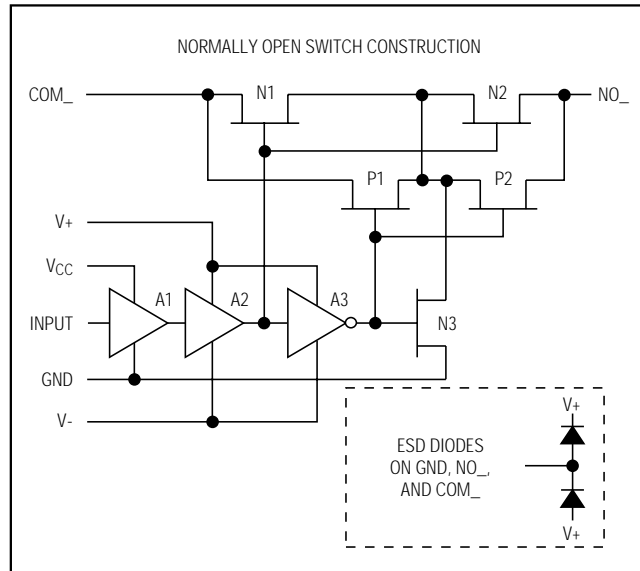 NORMALLY OPEN SWITCH CONSTRUCTION
COM_
N1
N2
NO_
P1
P2
V+
VCC
A1
A2
A3
INPUT
N3
GND
V-
V+
ESD DIODES
ON GND, NO_,
AND COM_
V+